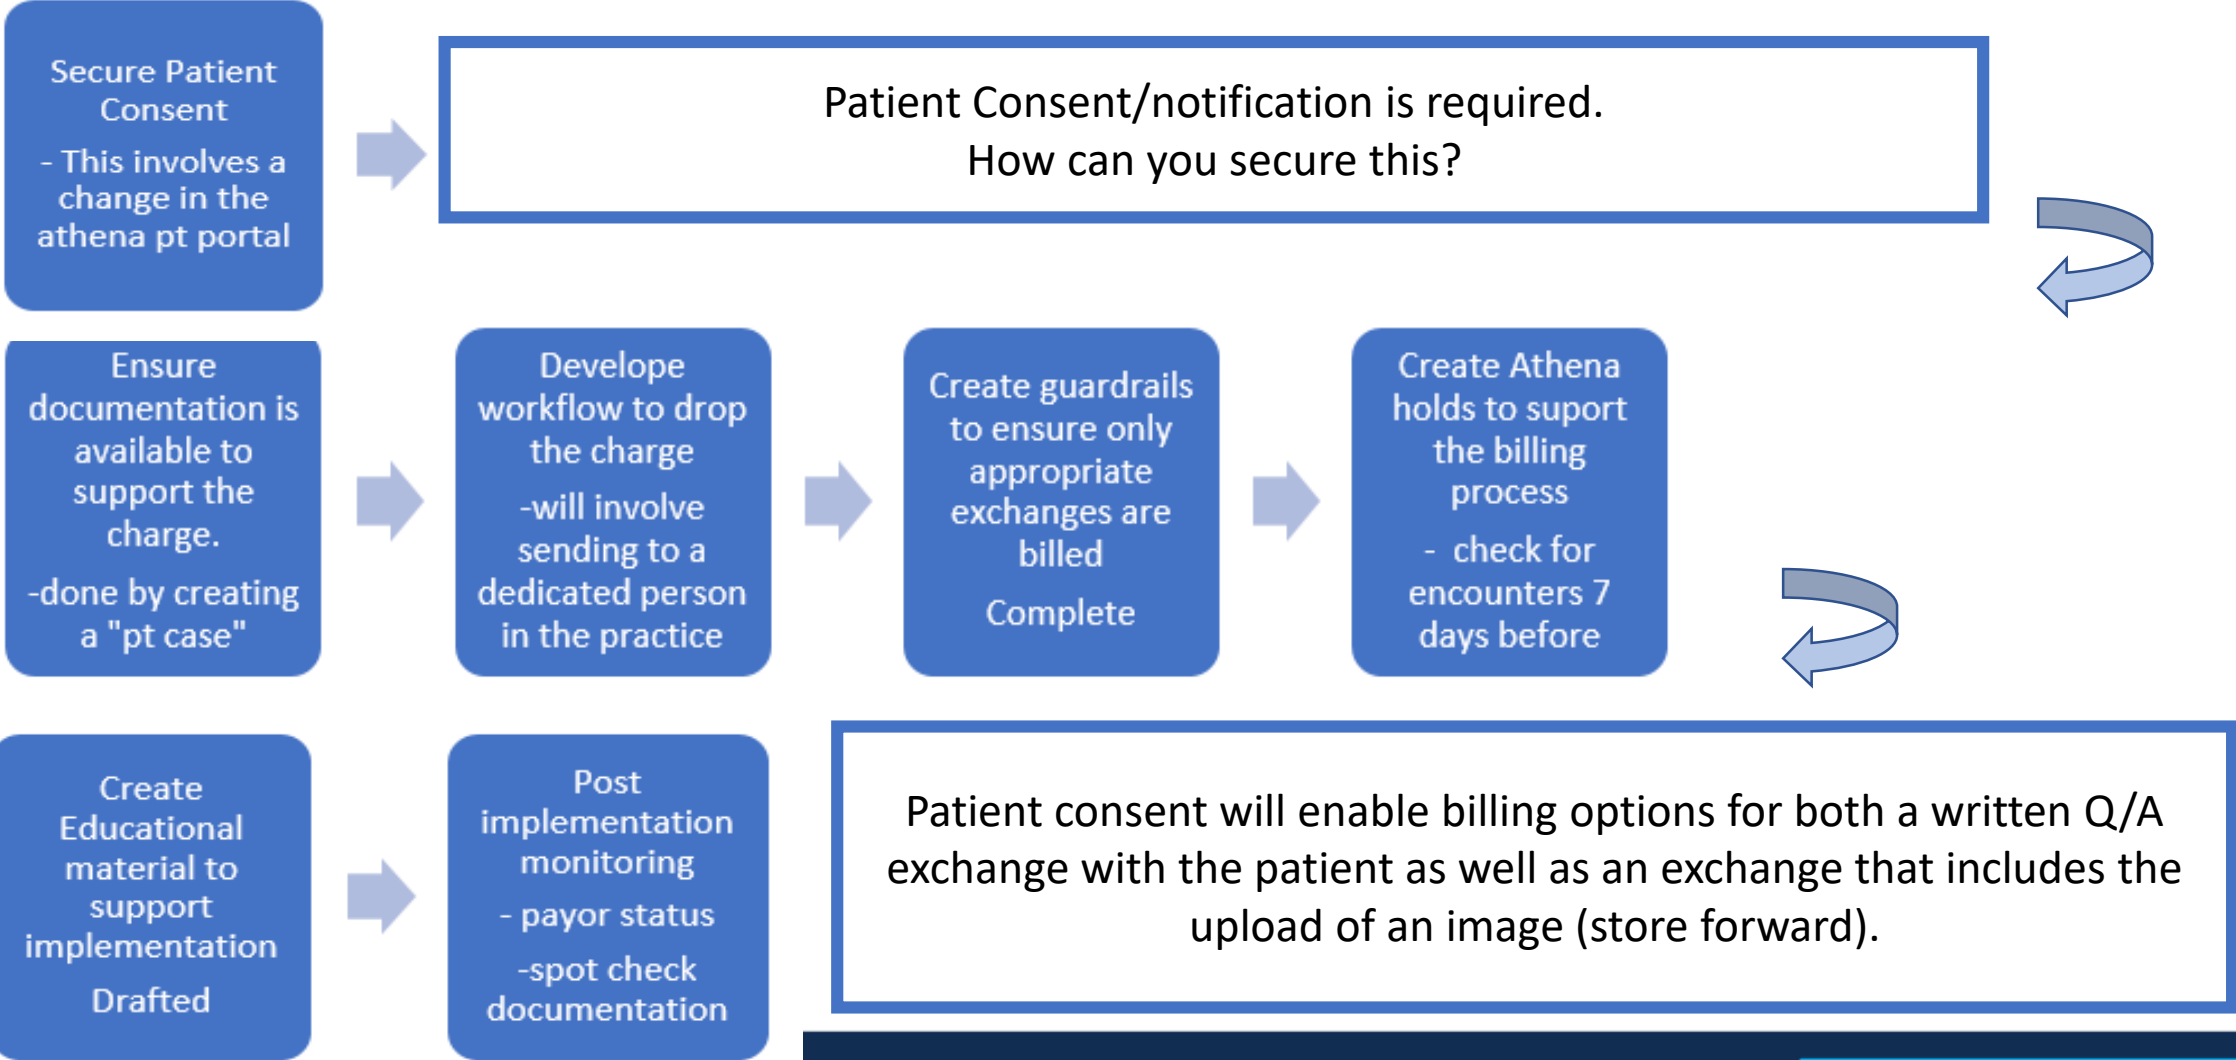 Secure Patient
Consent
- This involves a
change in the
athena pt portal
Patient Consent/notification is required.
How can you secure this?
Ensure
documentation is
available to
support the
charge.
-done by creating
a "pt case"
Develope
workflow to drop
the charge
-will involve
sending to a
dedicated person
in the practice
Create guardrails
to ensure only
appropriate
exchanges are
billed
Complete
Create Athena
holds to suport
the billing
process
- check for
encounters 7
days before
Create
Educational
material to
support
implementation
Drafted
Post
implementation
monitoring
- payor status
-spot check
documentation
Patient consent will enable billing options for both a written Q/A
exchange with the patient as well as an exchange that includes the
upload of an image (store forward).